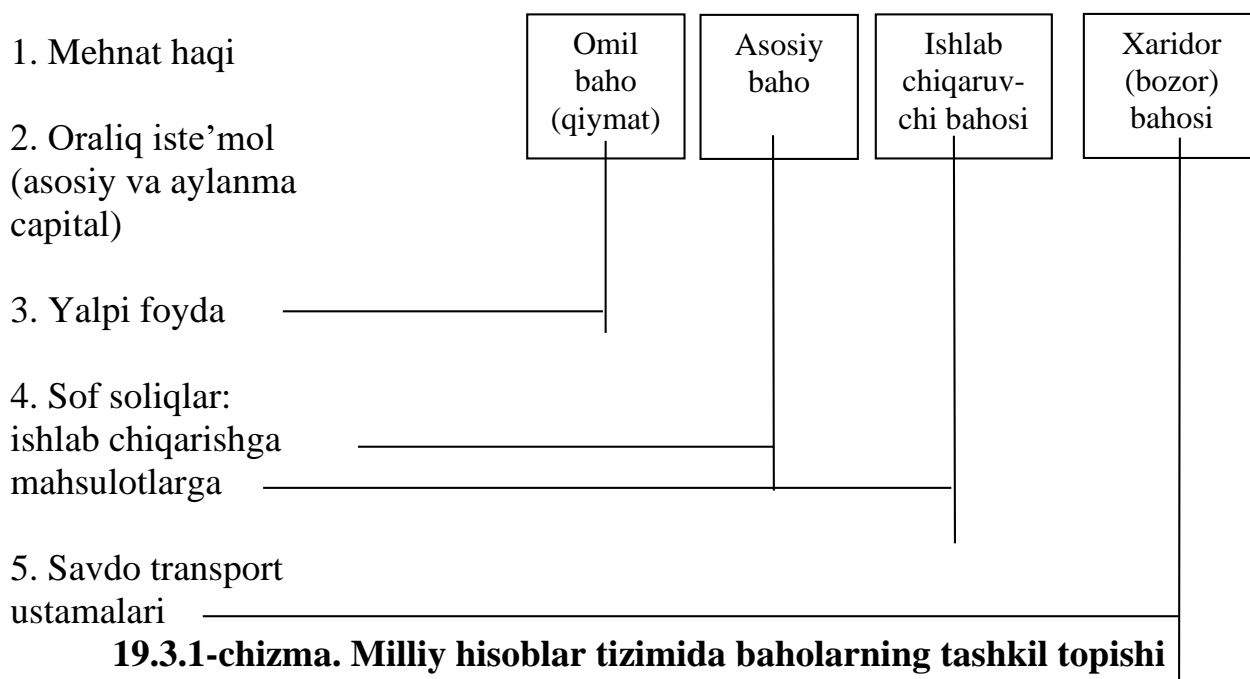 1. Mehnat haqi
2. Oraliq iste’mol
(asosiy va aylanma
capital)
3. Yalpi foyda
4. Sof soliqlar:
ishlab chiqarishga
mahsulotlarga
5. Savdo transport
ustamalari
Omil
baho
(qiymat)
Asosiy
baho
Ishlab
chiqaruv-
chi bahosi
Xaridor
(bozor)
bahosi
19.3.1-chizma. Milliy hisoblar tizimida baholarning tashkil topishi